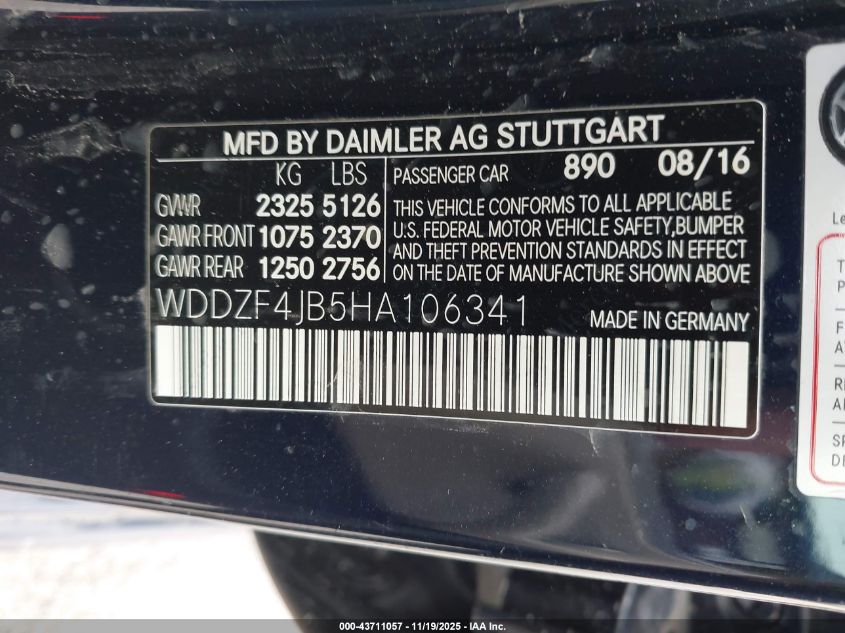 MFD BY DAIMLER AG STUTTGART
KG LBS
GVWR 2325 5126
GAWR FRONT 1075 2370
GAWR REAR 1250 2756
PASSENGER CAR 890 08/16
THIS VEHICLE CONFORMS TO ALL APPLICABLE
U.S. FEDERAL MOTOR VEHICLE SAFETY,BUMPER
AND THEFT PREVENTION STANDARDS IN EFFECT
ON THE DATE OF MANUFACTURE SHOWN ABOVE
WDDZF4JB5HA106341
MADE IN GERMANY
000-43711057 - 11/19/2025 - IAA Inc.